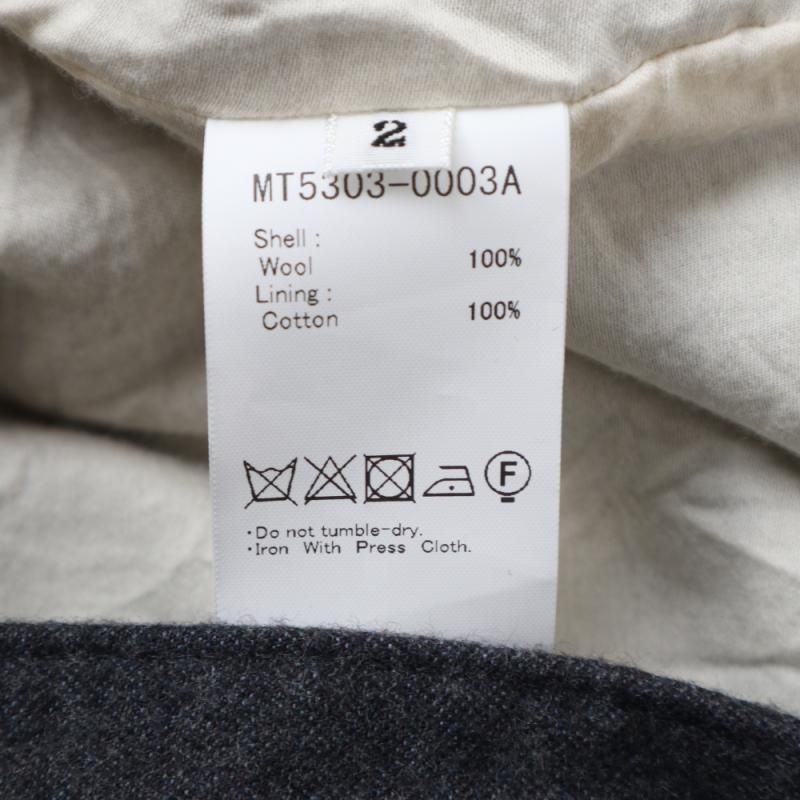 2
MT5303-0003A
Shell :
Wool 100%
Lining :
Cotton 100%
F
・Do not tumble-dry.
・Iron With Press Cloth.